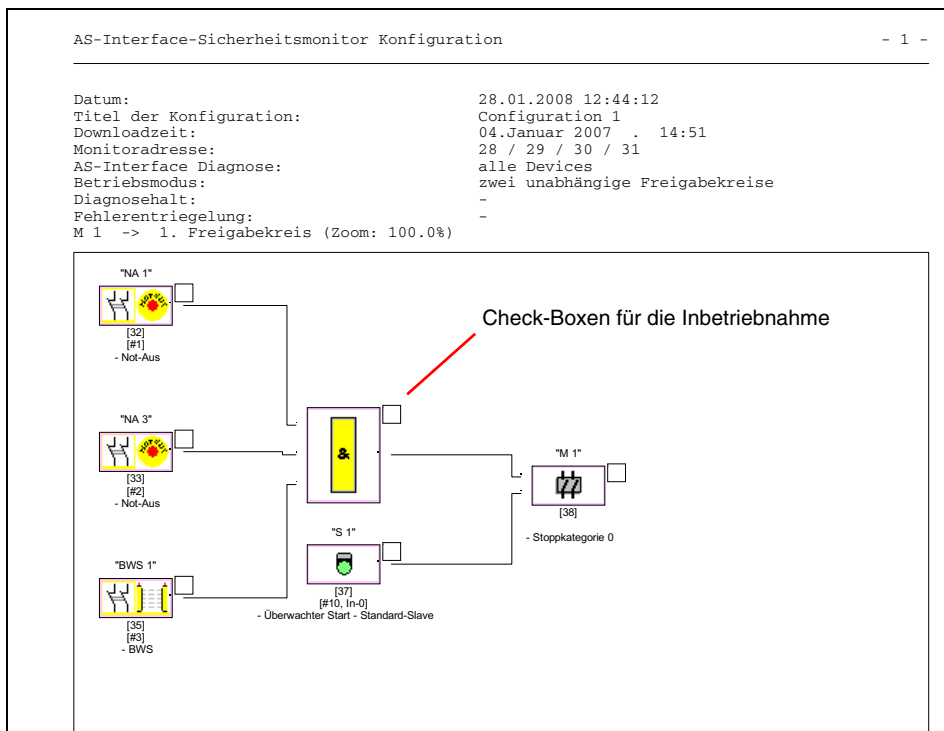 AS-Interface-Sicherheitsmonitor Konfiguration - 1 -
Datum: 28.01.2008 12:44:12
Titel der Konfiguration: Configuration 1
Downloadzeit: 04.Januar 2007 . 14:51
Monitoradresse: 28 / 29 / 30 / 31
AS-Interface Diagnose: alle Devices
Betriebsmodus: zwei unabhängige Freigabekreise
Diagnosehalt: -
Fehlerentriegelung: -
M 1 -> 1. Freigabekreis (Zoom: 100.0%)
"NA 1"
NOT-AUS
[32]
[#1]
- Not-Aus
Check-Boxen für die Inbetriebnahme
"NA 3"
NOT-AUS
[33]
[#2]
- Not-Aus
&
"M 1"
[38]
- Stoppkategorie 0
"S 1"
[37]
[#10, In-0]
- Überwachter Start - Standard-Slave
"BWS 1"
[35]
[#3]
- BWS